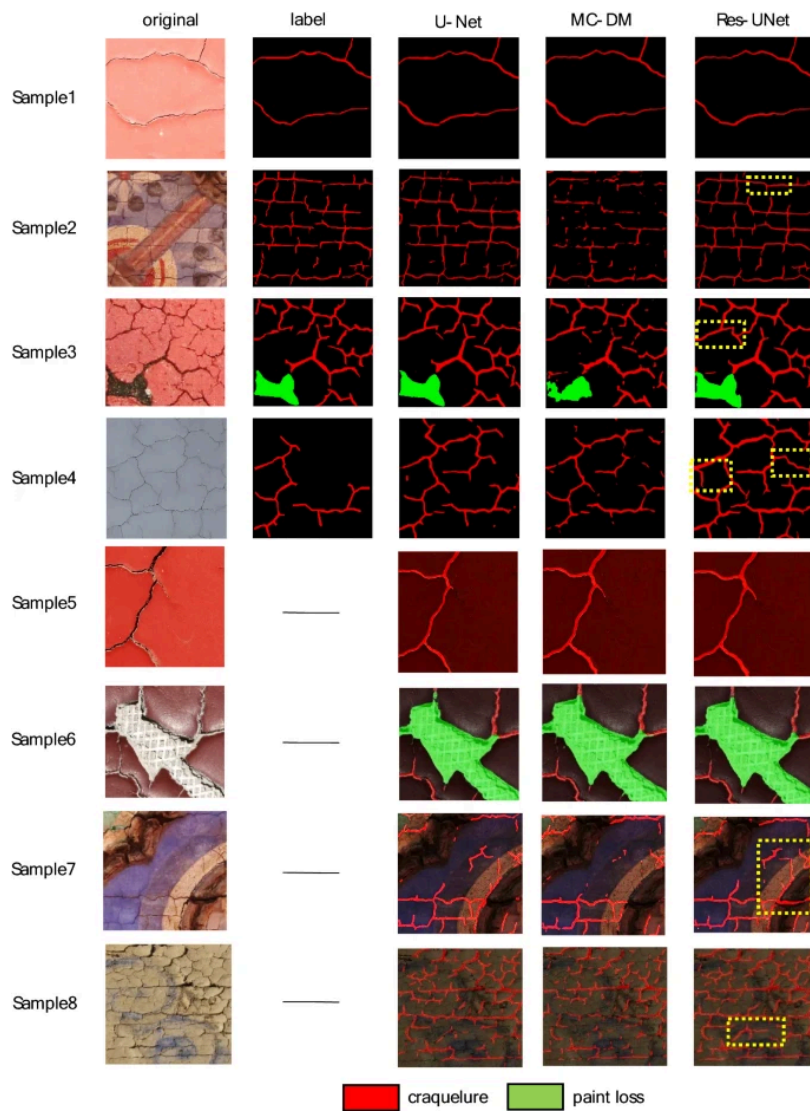 original label U-Net MC-DM Res-UNet
Sample1
Sample2
Sample3
Sample4
Sample5
Sample6
Sample7
Sample8
craquelure paint loss